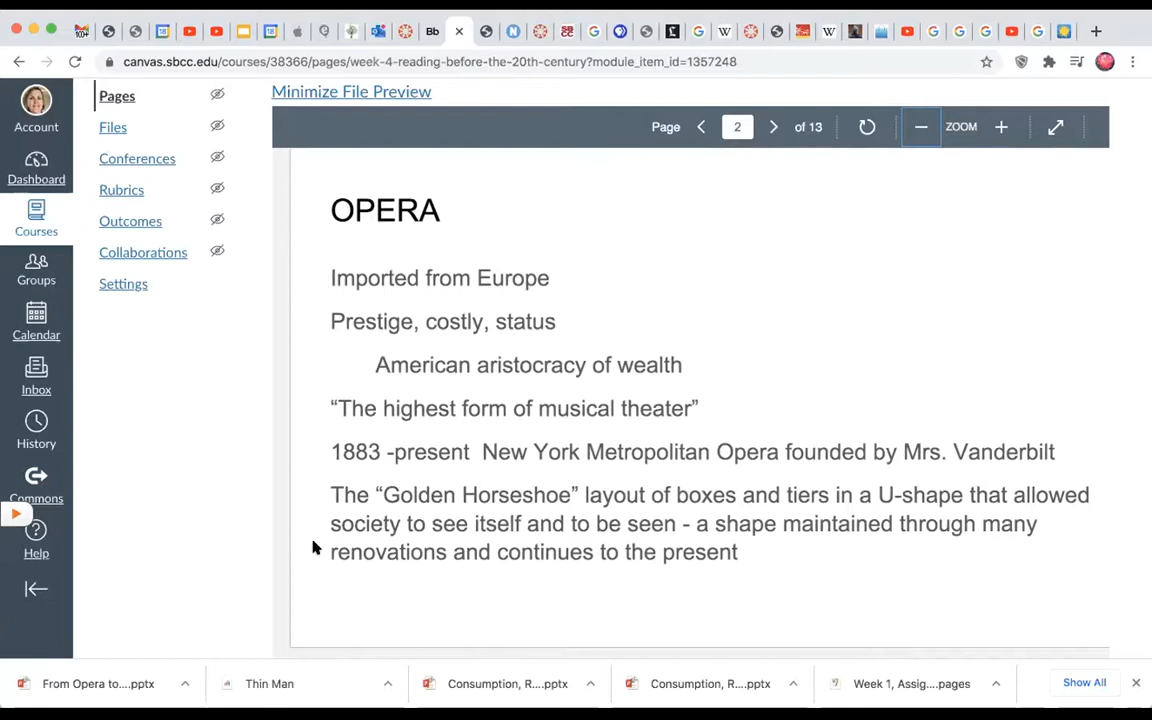 Bb
canvas.sbcc.edu/courses/38366/pages/week-4-reading-before-the-20th-century?module_item_id=1357248
Account
Dashboard
Courses
Groups
Calendar
Inbox
History
Commons
Help
Pages
Files
Conferences
Rubrics
Outcomes
Collaborations
Settings
Minimize File Preview
Page 2 of 13 ZOOM
OPERA
Imported from Europe
Prestige, costly, status
American aristocracy of wealth
“The highest form of musical theater”
1883 -present New York Metropolitan Opera founded by Mrs. Vanderbilt
The “Golden Horseshoe” layout of boxes and tiers in a U-shape that allowed
society to see itself and to be seen - a shape maintained through many
renovations and continues to the present
From Opera to....pptx
Thin Man
Consumption, R....pptx
Consumption, R....pptx
Week 1, Assig....pages
Show All